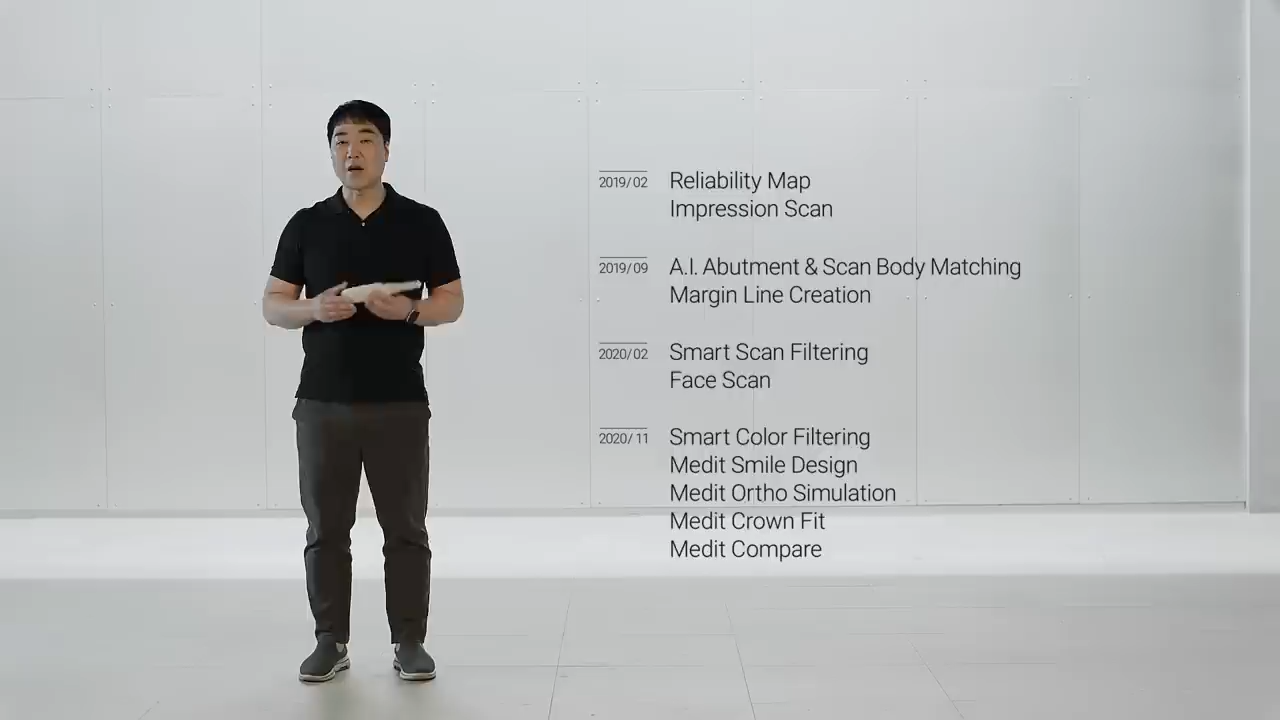 2019/02
Reliability Map
Impression Scan
2019/09
A.I. Abutment & Scan Body Matching
Margin Line Creation
2020/02
Smart Scan Filtering
Face Scan
2020/11
Smart Color Filtering
Medit Smile Design
Medit Ortho Simulation
Medit Crown Fit
Medit Compare